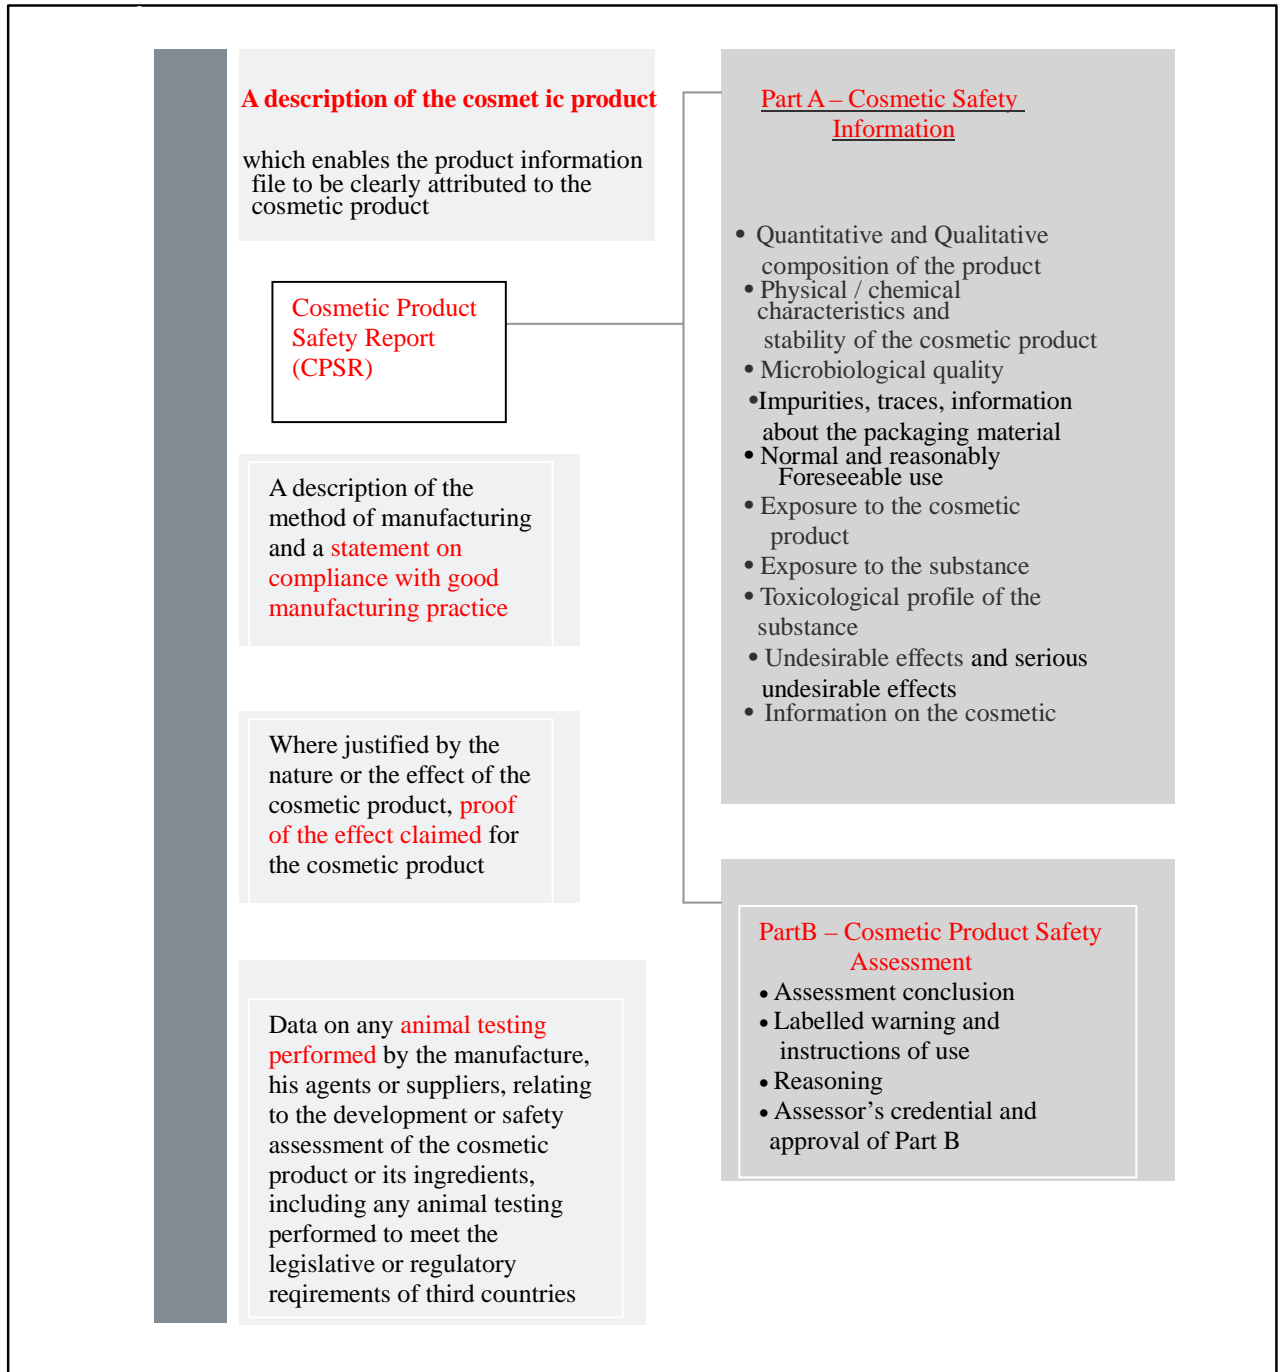 A description of the cosmet ic product
which enables the product information
file to be clearly attributed to the
cosmetic product
Cosmetic Product
Safety Report
(CPSR)
A description of the
method of manufacturing
and a statement on
compliance with good
manufacturing practice
Where justified by the
nature or the effect of the
cosmetic product, proof
of the effect claimed for
the cosmetic product
Data on any animal testing
performed by the manufacture,
his agents or suppliers, relating
to the development or safety
assessment of the cosmetic
product or its ingredients,
including any animal testing
performed to meet the
legislative or regulatory
reqirements of third countries
Part A – Cosmetic Safety
Information
• Quantitative and Qualitative
composition of the product
• Physical / chemical
characteristics and
stability of the cosmetic product
• Microbiological quality
•Impurities, traces, information
about the packaging material
• Normal and reasonably
Foreseeable use
• Exposure to the cosmetic
product
• Exposure to the substance
• Toxicological profile of the
substance
• Undesirable effects and serious
undesirable effects
• Information on the cosmetic
PartB – Cosmetic Product Safety
Assessment
• Assessment conclusion
• Labelled warning and
instructions of use
• Reasoning
• Assessor’s credential and
approval of Part B